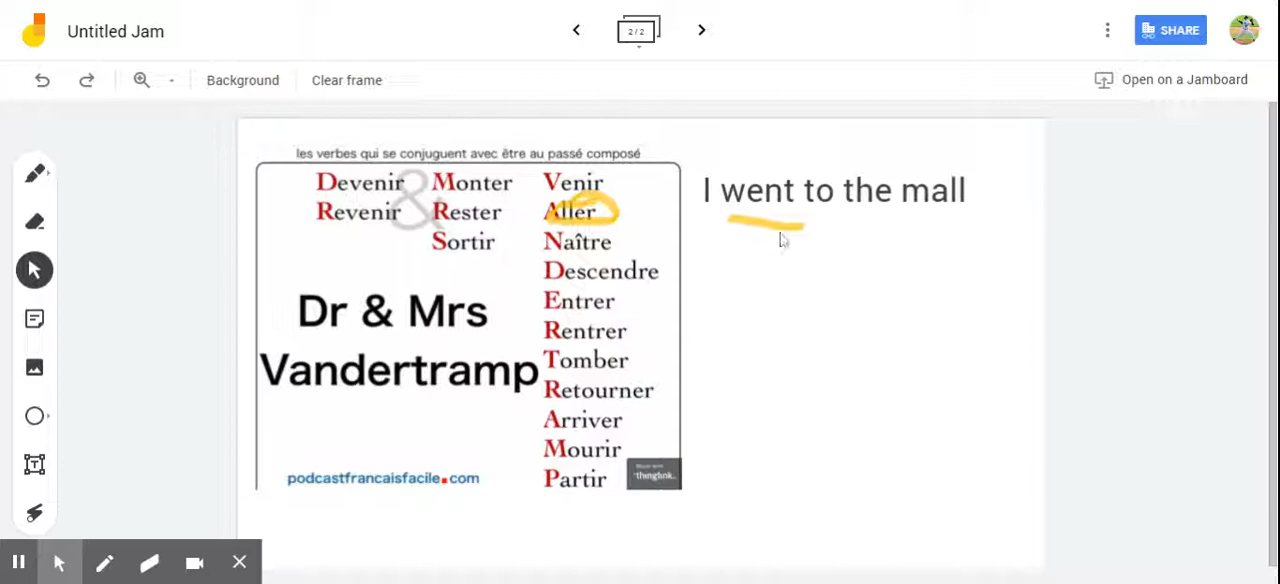 Untitled Jam
2 / 2
SHARE
Background
Clear frame
Open on a Jamboard
les verbes qui se conjuguent avec être au passé composé
Devenir
Revenir
&
Monter
Rester
Sortir
Venir
Aller
Naître
Descendre
Entrer
Rentrer
Tomber
Retourner
Arriver
Mourir
Partir
Dr & Mrs
Vandertramp
podcastfrancaisfacile.com
thinglink..
I went to the mall